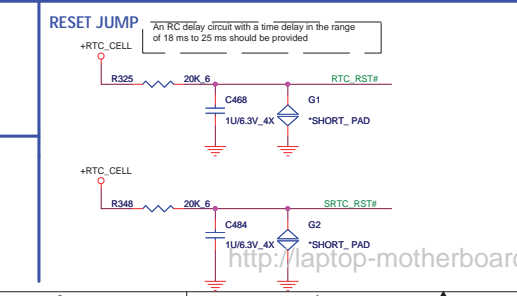 RESET JUMP
An RC delay circuit with a time delay in the range
of 18 ms to 25 ms should be provided
+RTC_CELL
R325 20K_6 RTC_RST#
C468 G1
1U/6.3V_4X *SHORT_ PAD
+RTC_CELL
R348 20K_6 SRTC_RST#
C484 G2
1U/6.3V_4X *SHORT_ PAD
http://laptop-motherboard